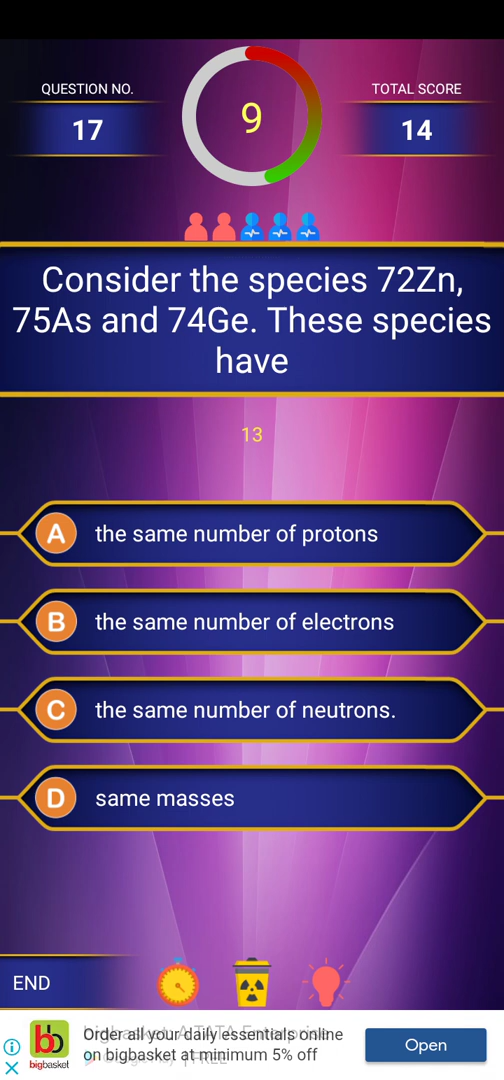 QUESTION NO.
17
9
TOTAL SCORE
14
Consider the species 72Zn,
75As and 74Ge. These species
have
13
A the same number of protons
B the same number of electrons
C the same number of neutrons.
D same masses
END
bb
bigbasket
Order all your daily essentials online
on bigbasket at minimum 5% off
Open